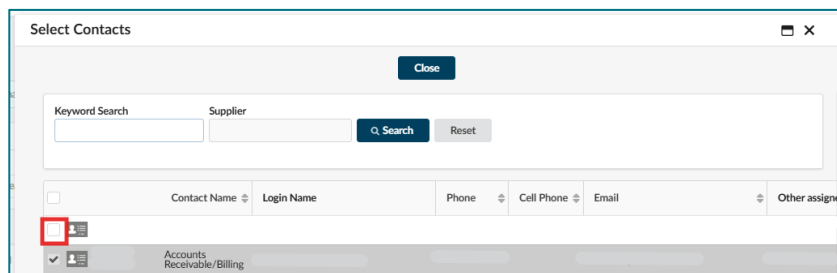 Select Contacts
Close
Keyword Search Supplier
Search Reset
Contact Name Login Name Phone Cell Phone Email Other assigne
Accounts
Receivable/Billing